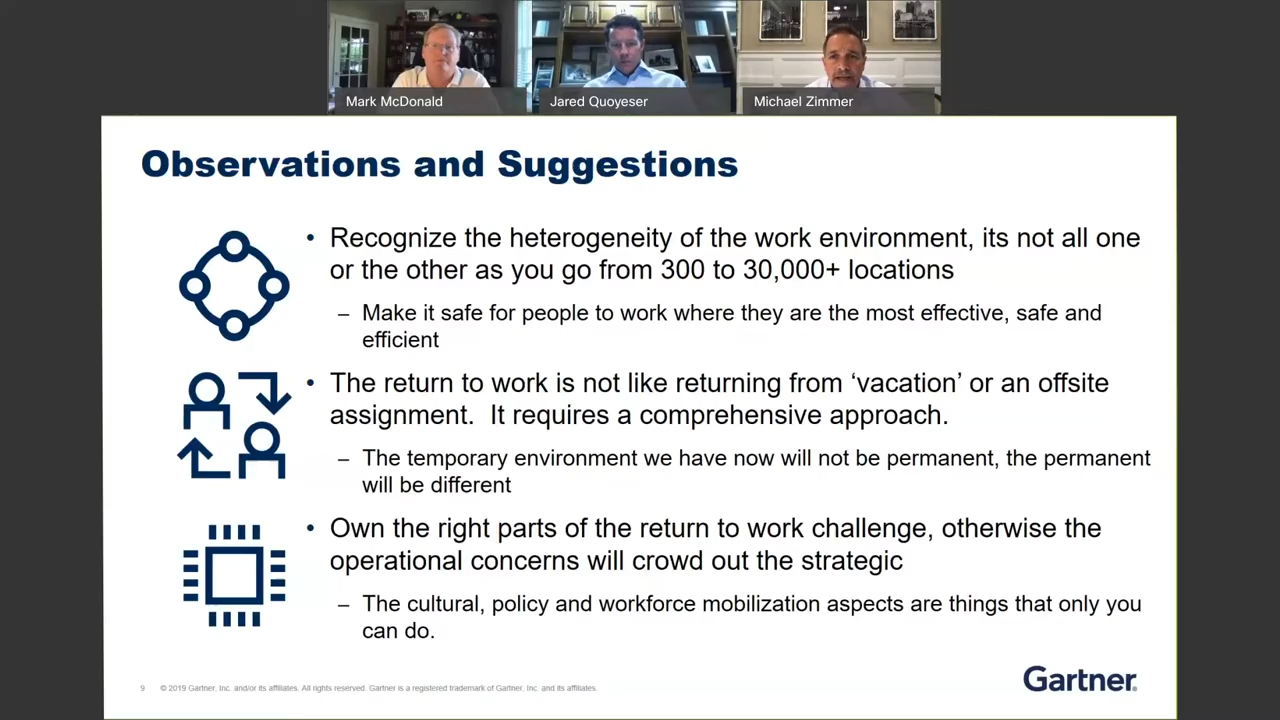 Mark McDonald
Jared Quoyeser
Michael Zimmer
Observations and Suggestions
• Recognize the heterogeneity of the work environment, its not all one
or the other as you go from 300 to 30,000+ locations
– Make it safe for people to work where they are the most effective, safe and
efficient
• The return to work is not like returning from ‘vacation’ or an offsite
assignment.  It requires a comprehensive approach.
– The temporary environment we have now will not be permanent, the permanent
will be different
• Own the right parts of the return to work challenge, otherwise the
operational concerns will crowd out the strategic
– The cultural, policy and workforce mobilization aspects are things that only you
can do.
9 © 2019 Gartner, Inc. and/or its affiliates. All rights reserved. Gartner is a registered trademark of Gartner, Inc. and its affiliates.
Gartner.